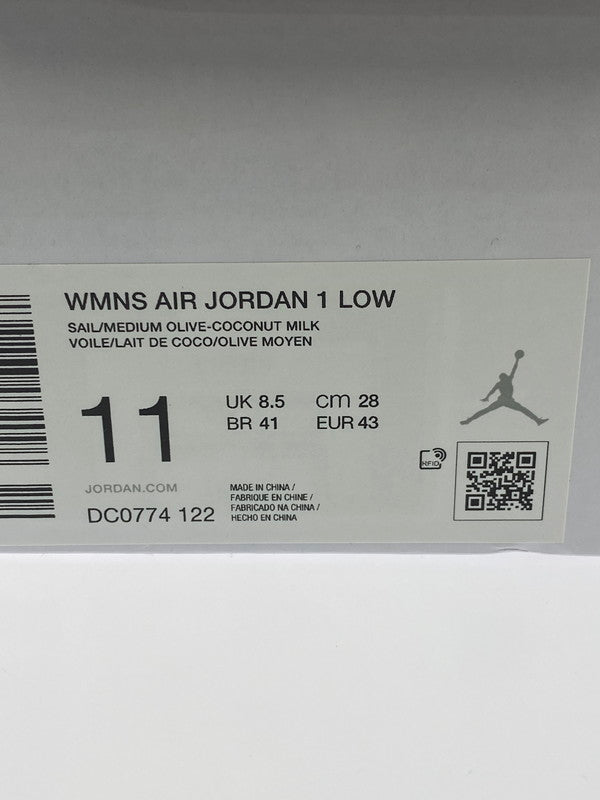 WMNS AIR JORDAN 1 LOW
SAIL/MEDIUM OLIVE-COCONUT MILK
VOILE/LAIT DE COCO/OLIVE MOYEN
11
UK 8.5 cm 28
BR 41 EUR 43
JORDAN.COM
DC0774 122
MADE IN CHINA /
FABRIQUE EN CHINE /
FABRICADO NA CHINA /
HECHO EN CHINA
RFID